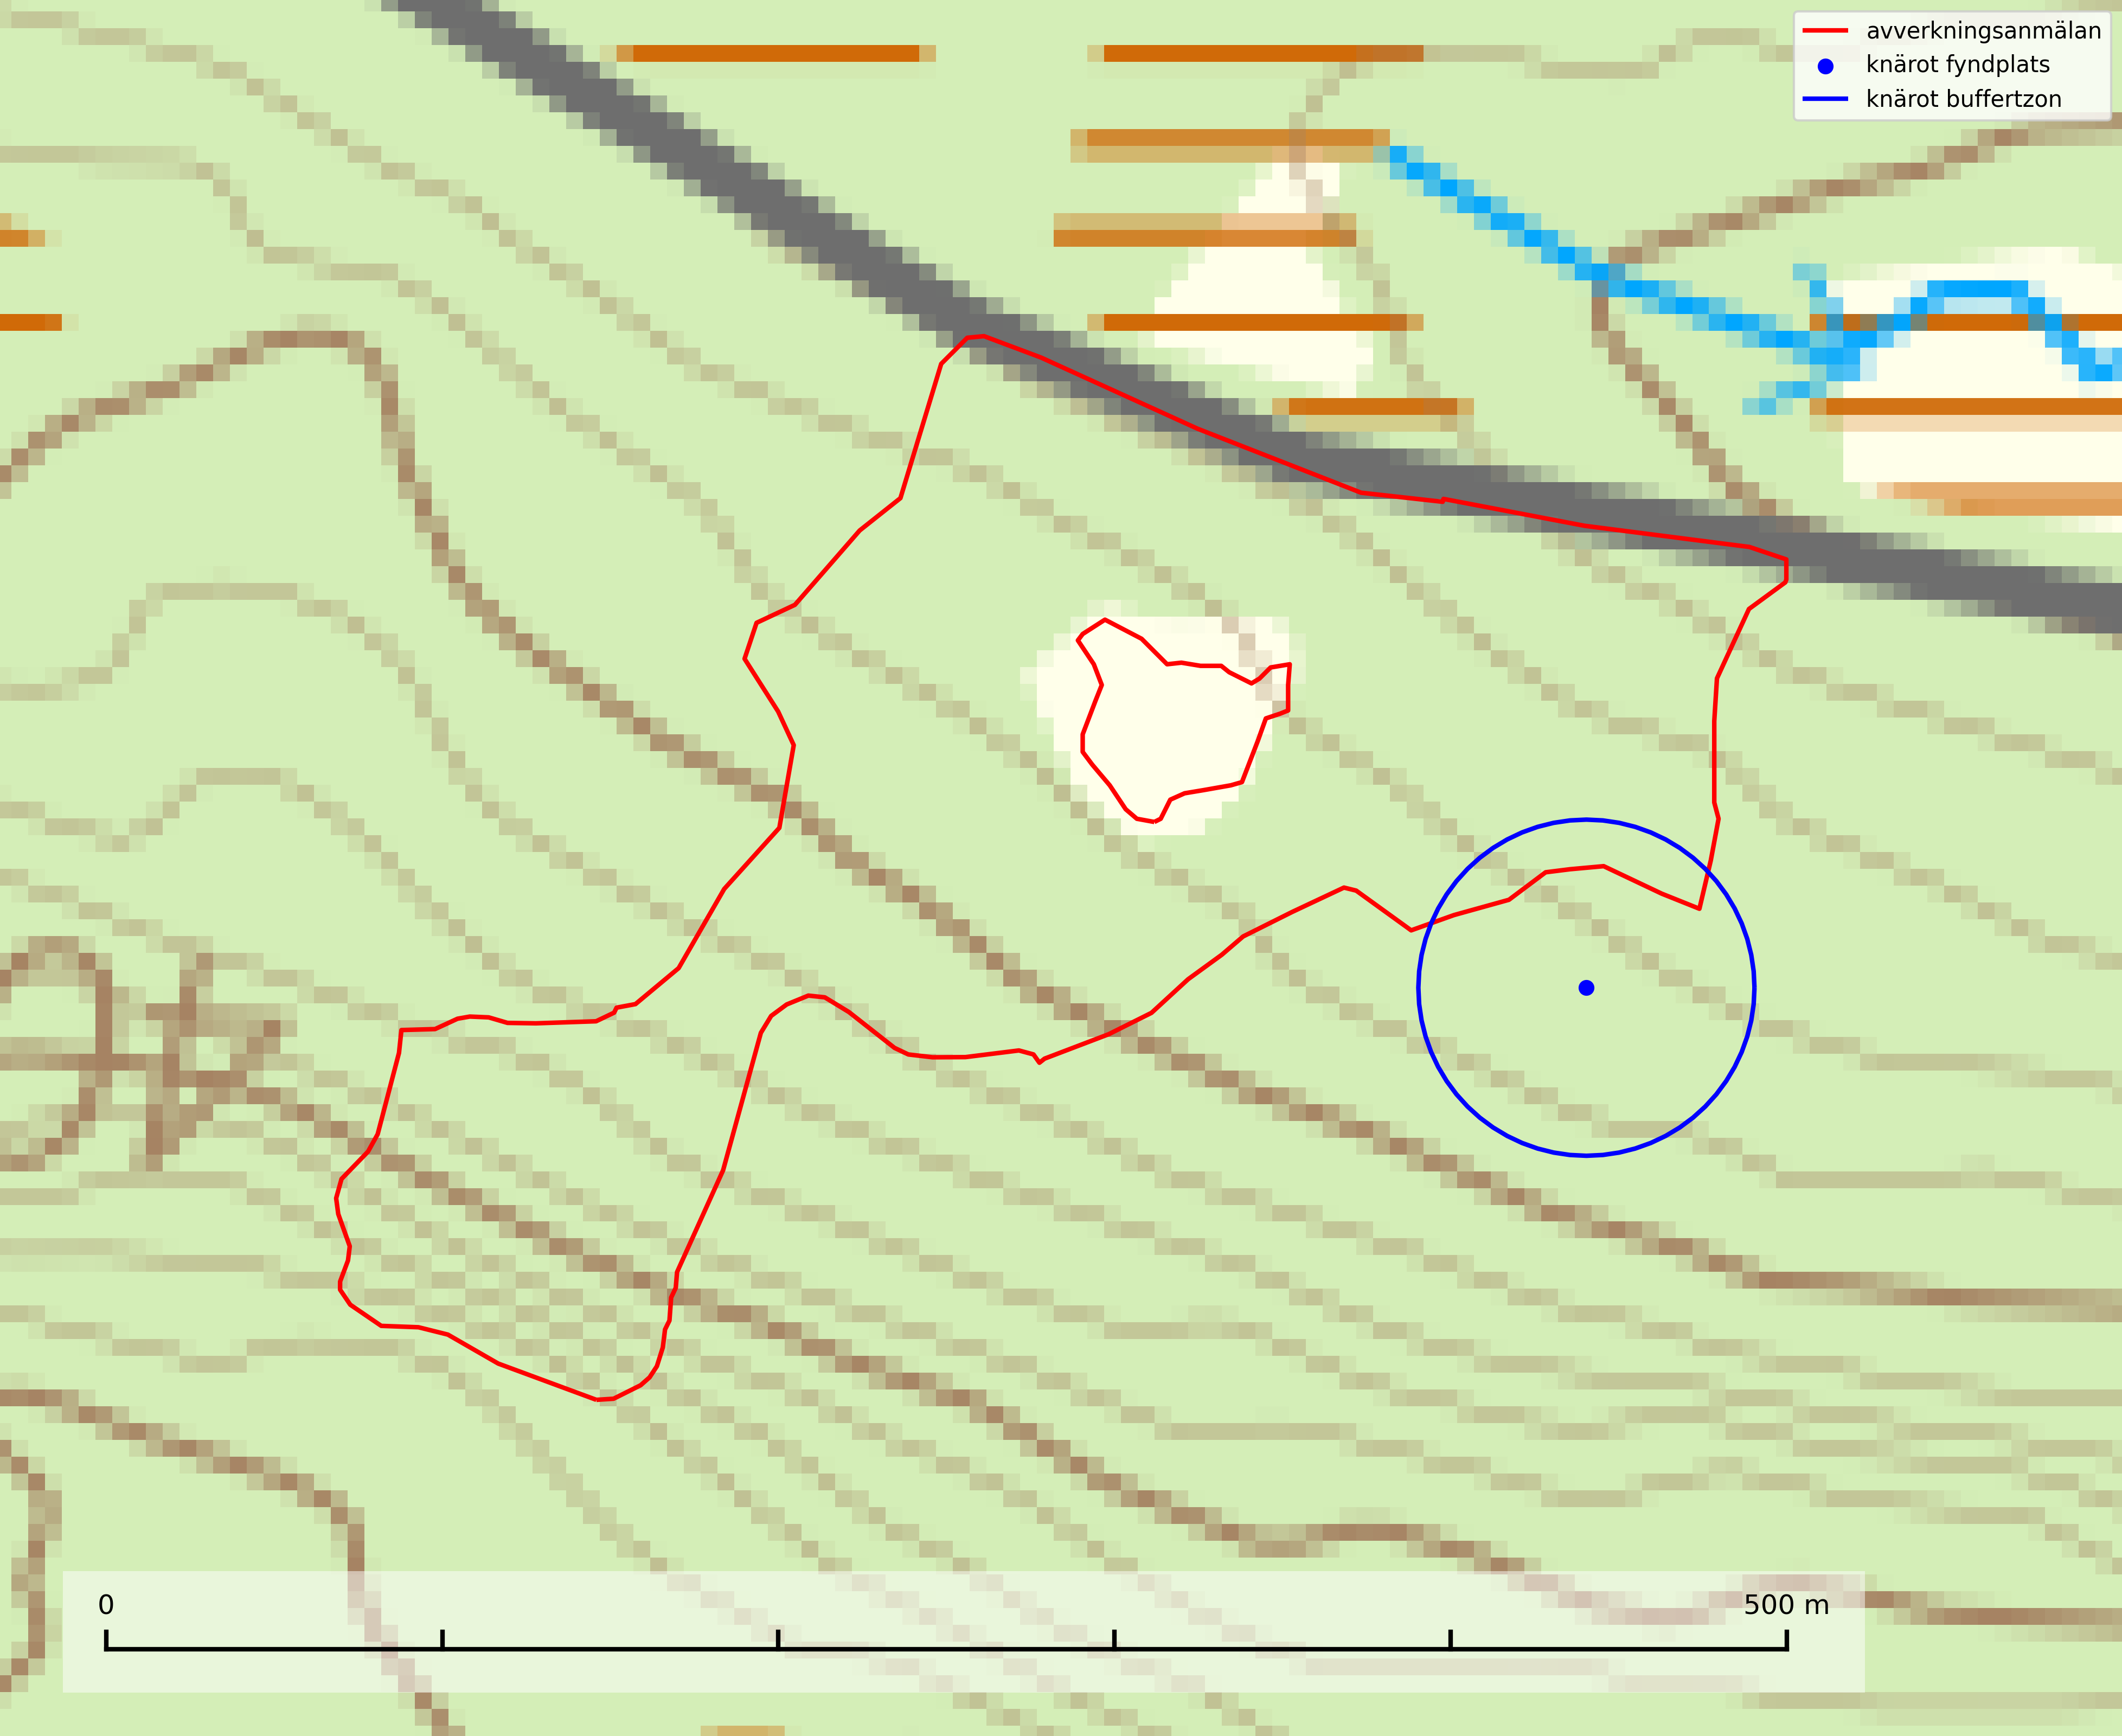 avverkningsanmälan
knärot fyndplats
knärot buffertzon
0
500 m